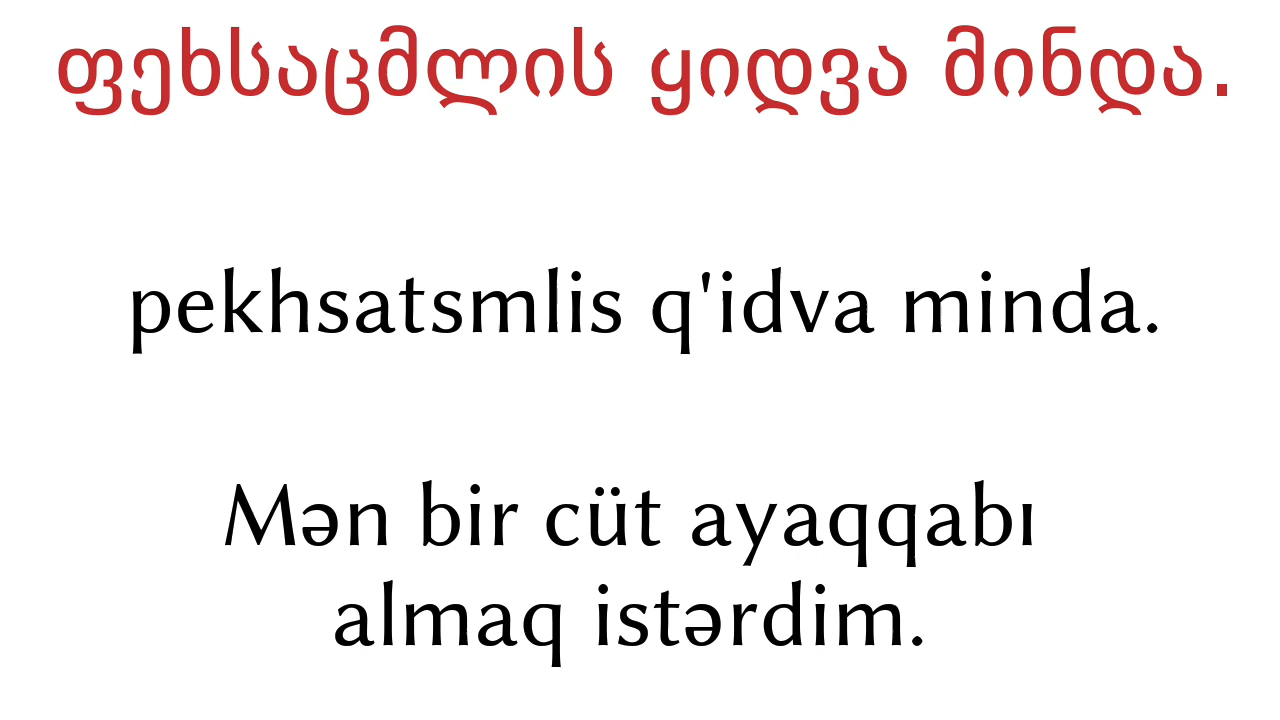 ფეხსაცმლის ყიდვა მინდა.
pekhsatsmlis q'idva minda.
Mən bir cüt ayaqqabı
almaq istərdim.